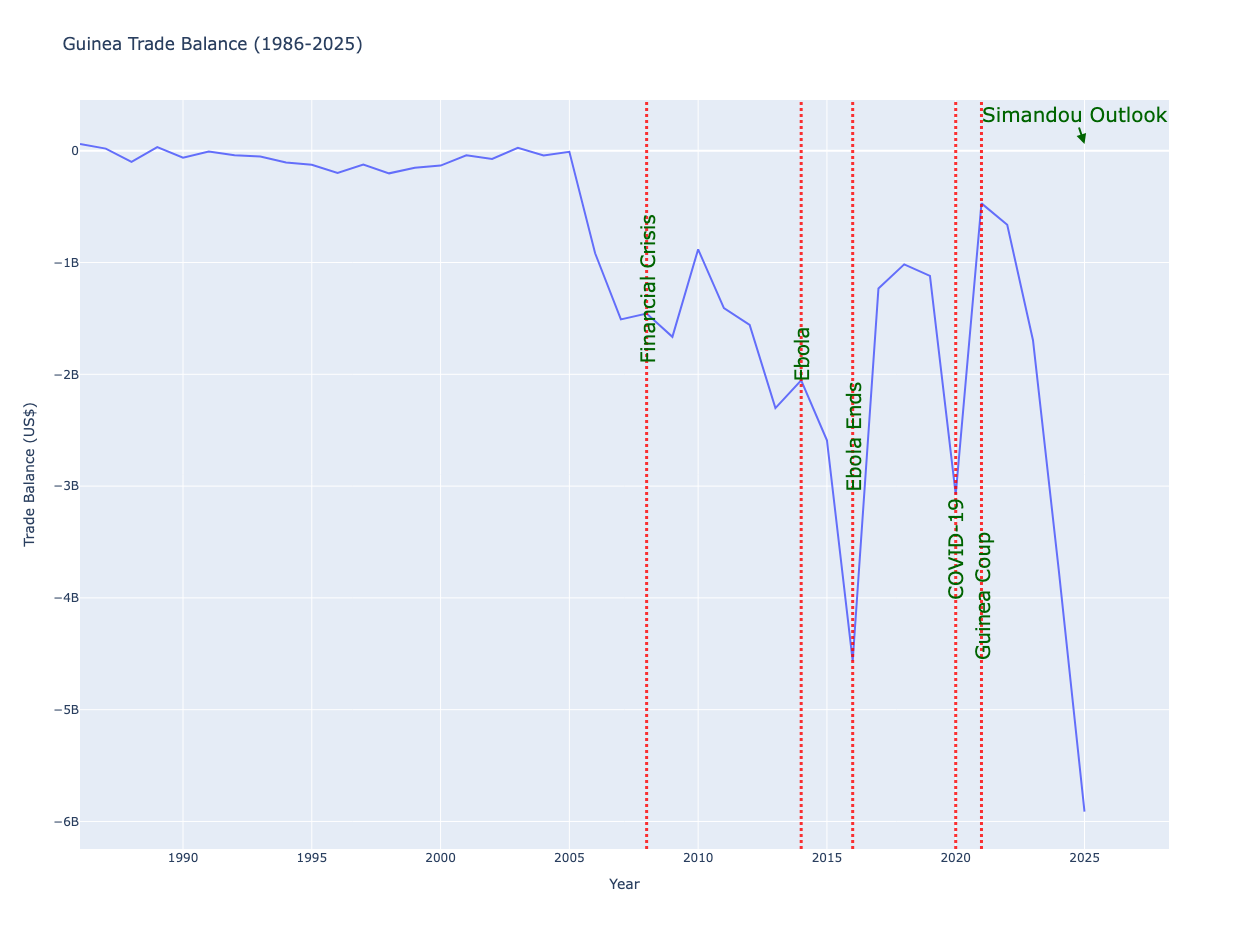 Guinea Trade Balance (1986-2025)
Simandou Outlook
0
−1B
−2B
−3B
−4B
−5B
−6B
Trade Balance (US$)
Financial Crisis
Ebola
Ebola Ends
COVID-19
Guinea Coup
1990
1995
2000
2005
2010
2015
2020
2025
Year